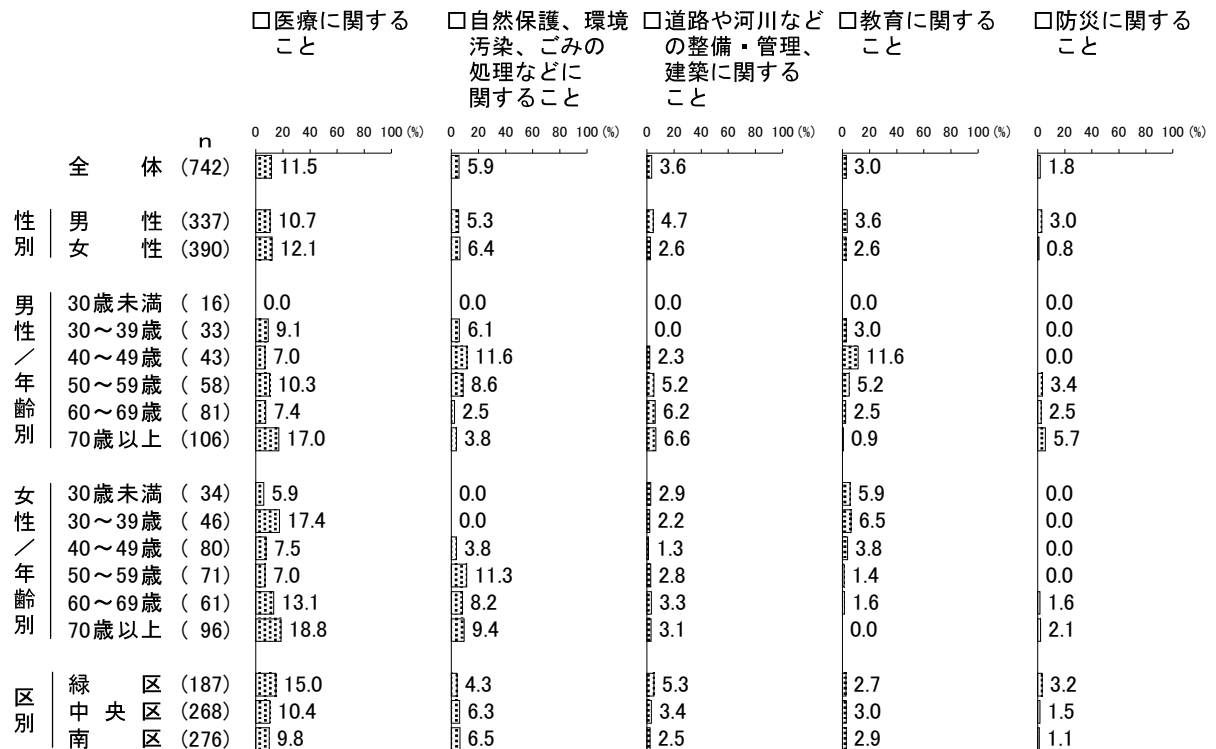 □医療に関する
こと
□自然保護、環境
汚染、ごみの
処理などに
関すること
□道路や河川など
の整備・管理、
建築に関する
こと
□教育に関する
こと
□防災に関する
こと
n
0 20 40 60 80 100(%)
0 20 40 60 80 100(%)
0 20 40 60 80 100(%)
0 20 40 60 80 100(%)
0 20 40 60 80 100(%)
全体 (742) 11.5 5.9 3.6 3.0 1.8
性別
男性 (337) 10.7 5.3 4.7 3.6 3.0
女性 (390) 12.1 6.4 2.6 2.6 0.8
男性/年齢別
30歳未満 ( 16) 0.0 0.0 0.0 0.0 0.0
30~39歳 ( 33) 9.1 6.1 0.0 3.0 0.0
40~49歳 ( 43) 7.0 11.6 2.3 11.6 0.0
50~59歳 ( 58) 10.3 8.6 5.2 5.2 3.4
60~69歳 ( 81) 7.4 2.5 6.2 2.5 2.5
70歳以上 (106) 17.0 3.8 6.6 0.9 5.7
女性/年齢別
30歳未満 ( 34) 5.9 0.0 2.9 5.9 0.0
30~39歳 ( 46) 17.4 0.0 2.2 6.5 0.0
40~49歳 ( 80) 7.5 3.8 1.3 3.8 0.0
50~59歳 ( 71) 7.0 11.3 2.8 1.4 0.0
60~69歳 ( 61) 13.1 8.2 3.3 1.6 1.6
70歳以上 ( 96) 18.8 9.4 3.1 0.0 2.1
区別
緑区 (187) 15.0 4.3 5.3 2.7 3.2
中央区 (268) 10.4 6.3 3.4 3.0 1.5
南区 (276) 9.8 6.5 2.5 2.9 1.1